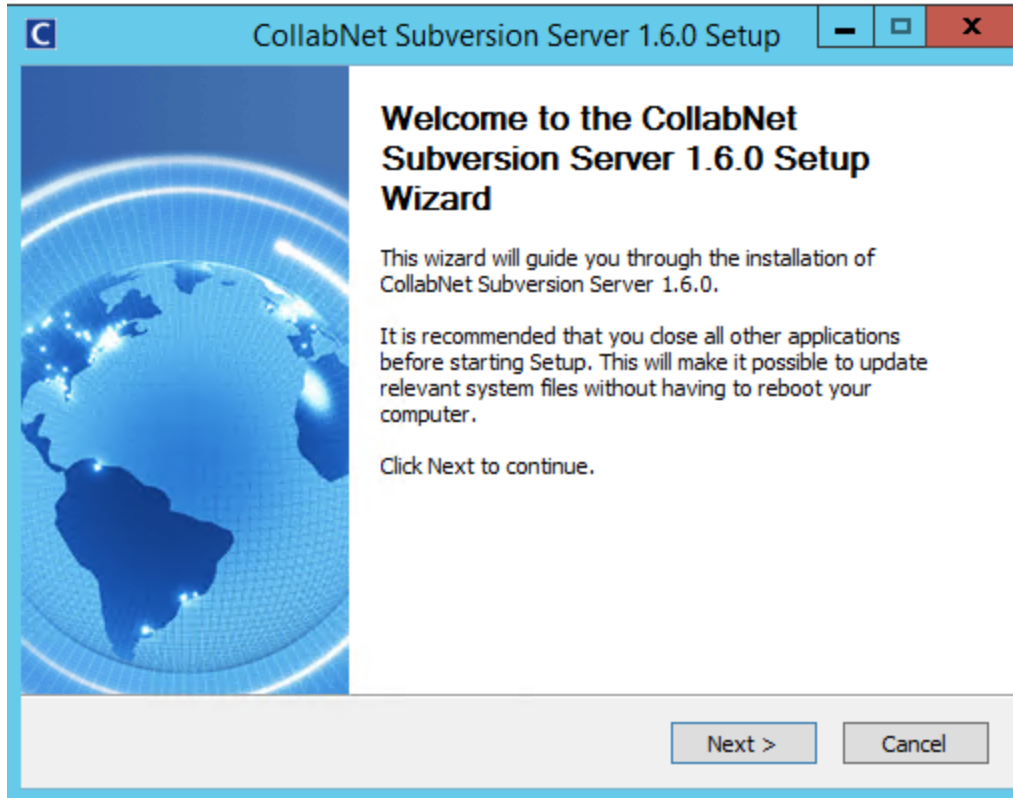 C
CollabNet Subversion Server 1.6.0 Setup
Welcome to the CollabNet
Subversion Server 1.6.0 Setup
Wizard
This wizard will guide you through the installation of
CollabNet Subversion Server 1.6.0.
It is recommended that you close all other applications
before starting Setup. This will make it possible to update
relevant system files without having to reboot your
computer.
Click Next to continue.
Next >
Cancel